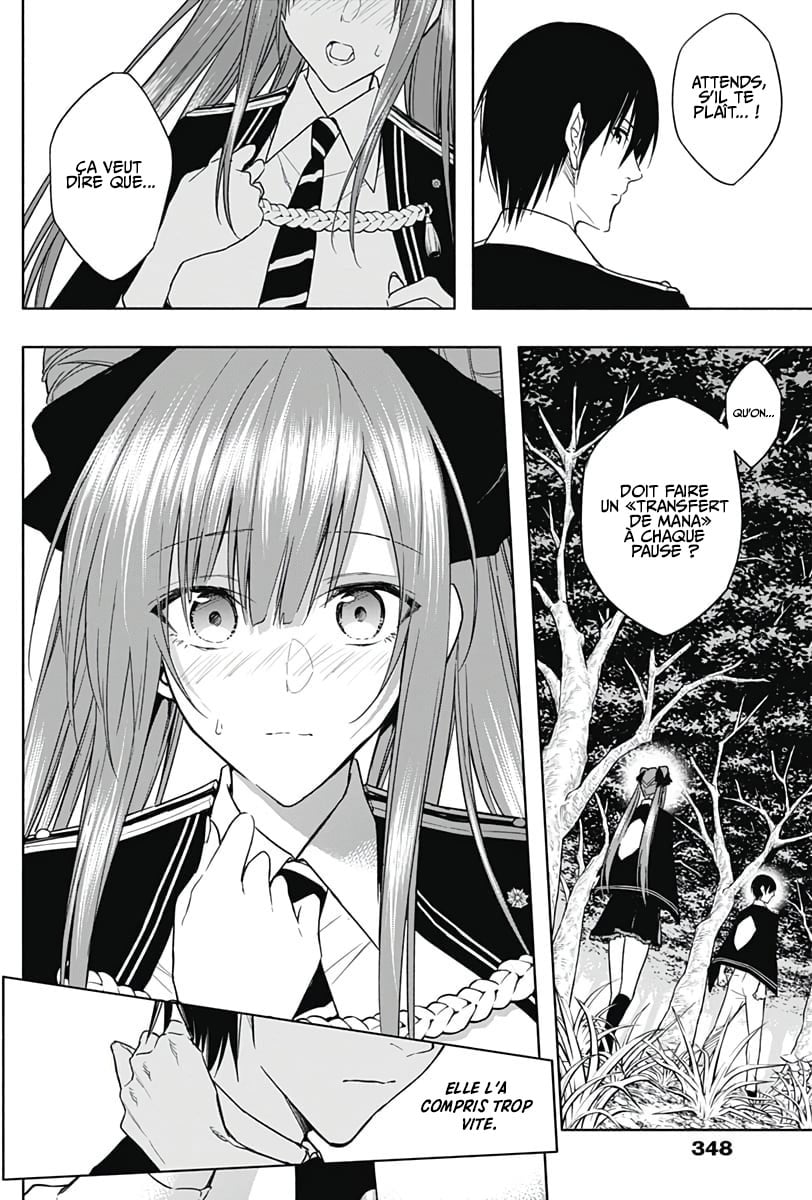 ATTENDS,
S'IL TE
PLAÎT... !
ÇA VEUT
DIRE QUE...
QU'ON...
DOIT FAIRE
UN «TRANSFERT
DE MANA»
À CHAQUE
PAUSE ?
ELLE L'A
COMPRIS TROP
VITE.
348